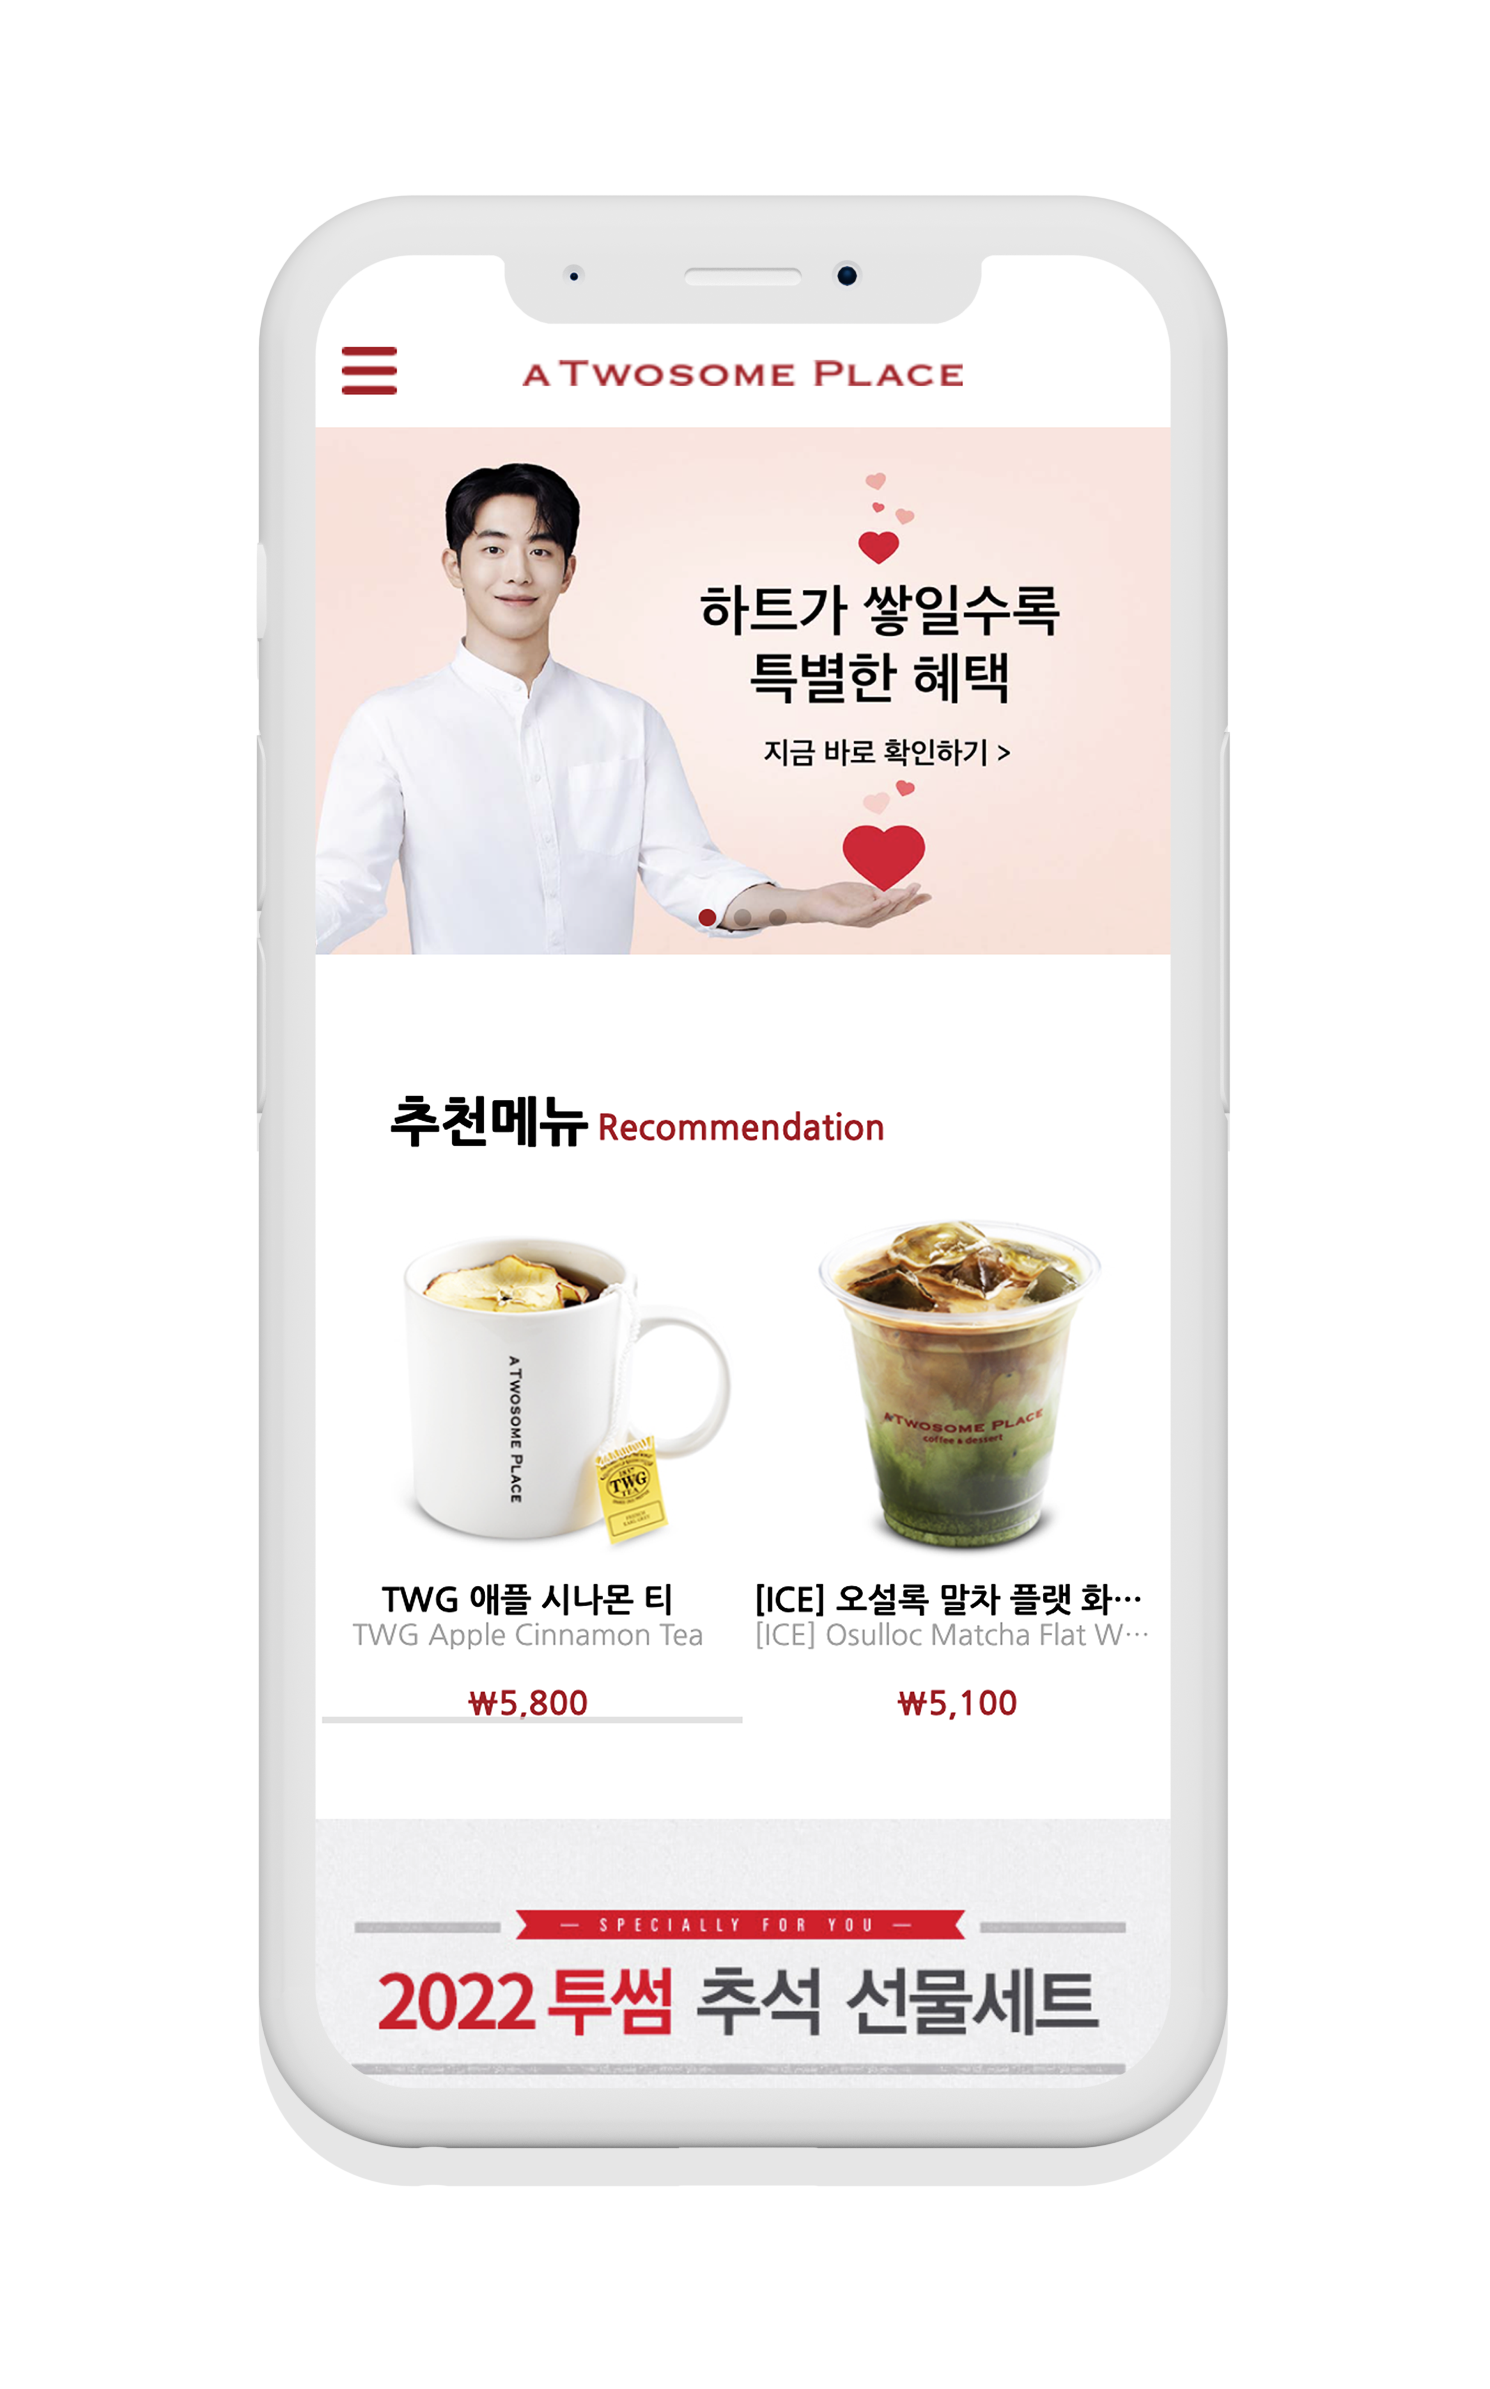 A TWOSOME PLACE
하트가 쌓일수록
특별한 혜택
지금 바로 확인하기 >
추천메뉴 Recommendation
A TWOSOME PLACE
TWG
TEA
A TWOSOME PLACE
coffee & dessert
TWG 애플 시나몬 티
TWG Apple Cinnamon Tea
₩5,800
[ICE] 오설록 말차 플랫 화…
[ICE] Osulloc Matcha Flat W…
₩5,100
— SPECIALLY FOR YOU —
2022 투썸 추석 선물세트